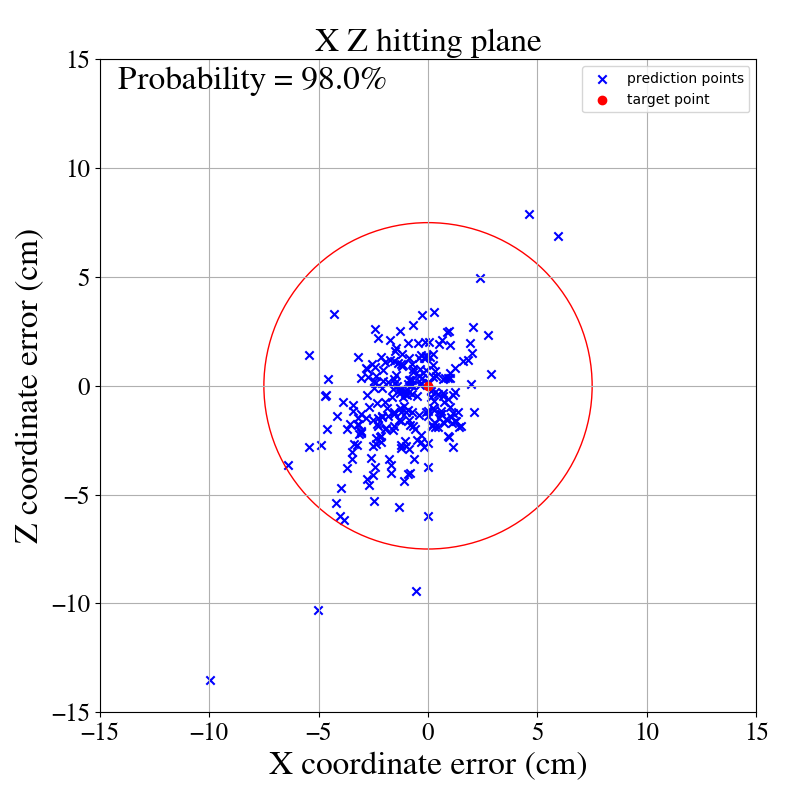 X Z hitting plane
Probability = 98.0%
prediction points
target point
15
10
5
0
−5
−10
−15
Z coordinate error (cm)
−15
−10
−5
0
5
10
15
X coordinate error (cm)